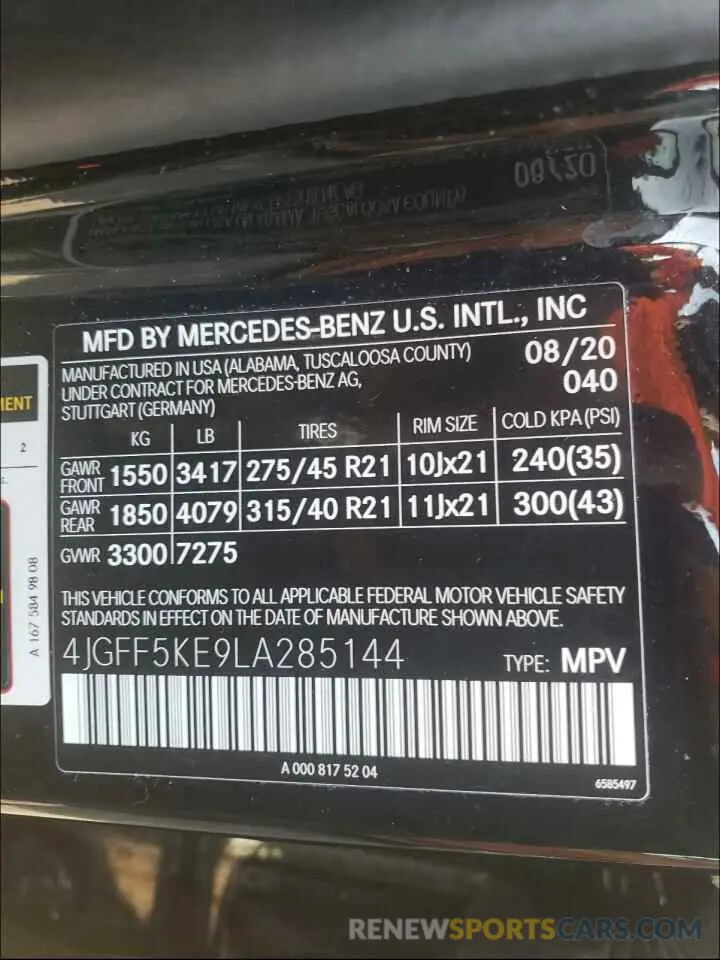 08/20
MFD BY MERCEDES-BENZ U.S. INTL., INC
MANUFACTURED IN USA (ALABAMA, TUSCALOOSA COUNTY) 08/20
UNDER CONTRACT FOR MERCEDES-BENZ AG, 040
STUTTGART (GERMANY)
KG LB TIRES RIM SIZE COLD KPA (PSI)
GAWR FRONT 1550 3417 275/45 R21 10Jx21 240(35)
GAWR REAR 1850 4079 315/40 R21 11Jx21 300(43)
GVWR 3300 7275
THIS VEHICLE CONFORMS TO ALL APPLICABLE FEDERAL MOTOR VEHICLE SAFETY
STANDARDS IN EFFECT ON THE DATE OF MANUFACTURE SHOWN ABOVE.
4JGFF5KE9LA285144 TYPE: MPV
A 000 817 52 04
6585497
MENT
2
A 167 584 98 08
RENEWSPORTSCARS.COM